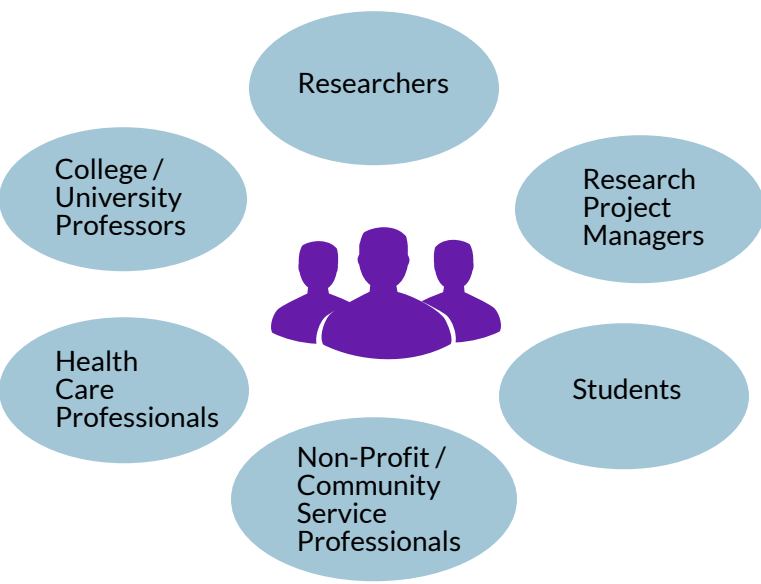 Researchers
College /
University
Professors
Research
Project
Managers
Health
Care
Professionals
Students
Non-Profit /
Community
Service
Professionals